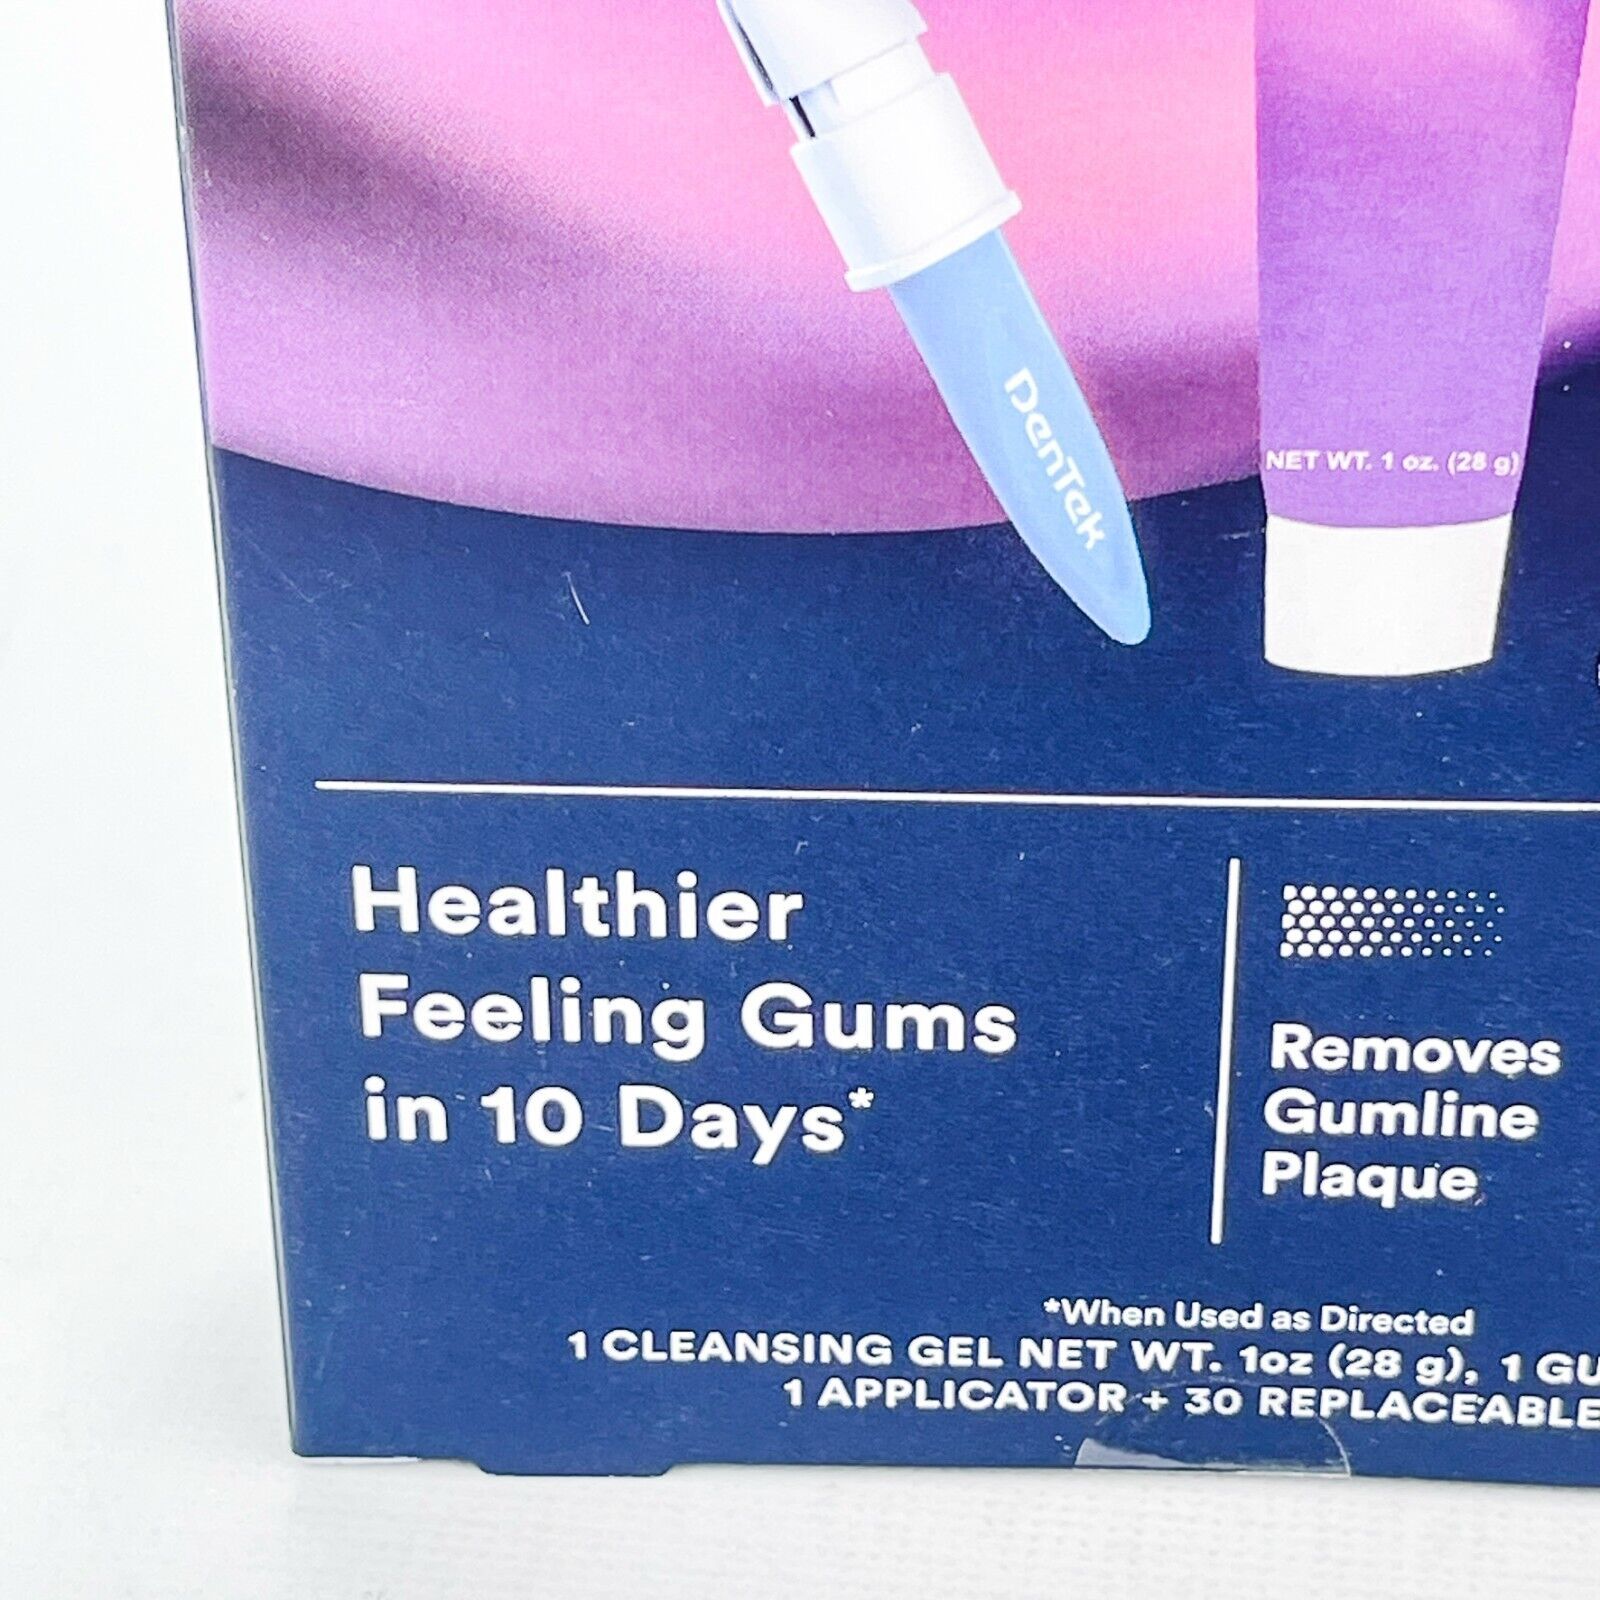 DenTek
NET WT. 1 oz. (28 g)
Healthier
Feeling Gums
in 10 Days*
Removes
Gumline
Plaque
*When Used as Directed
1 CLEANSING GEL NET WT. 1oz (28 g), 1
1 APPLICATOR + 30 REPLACEABLE